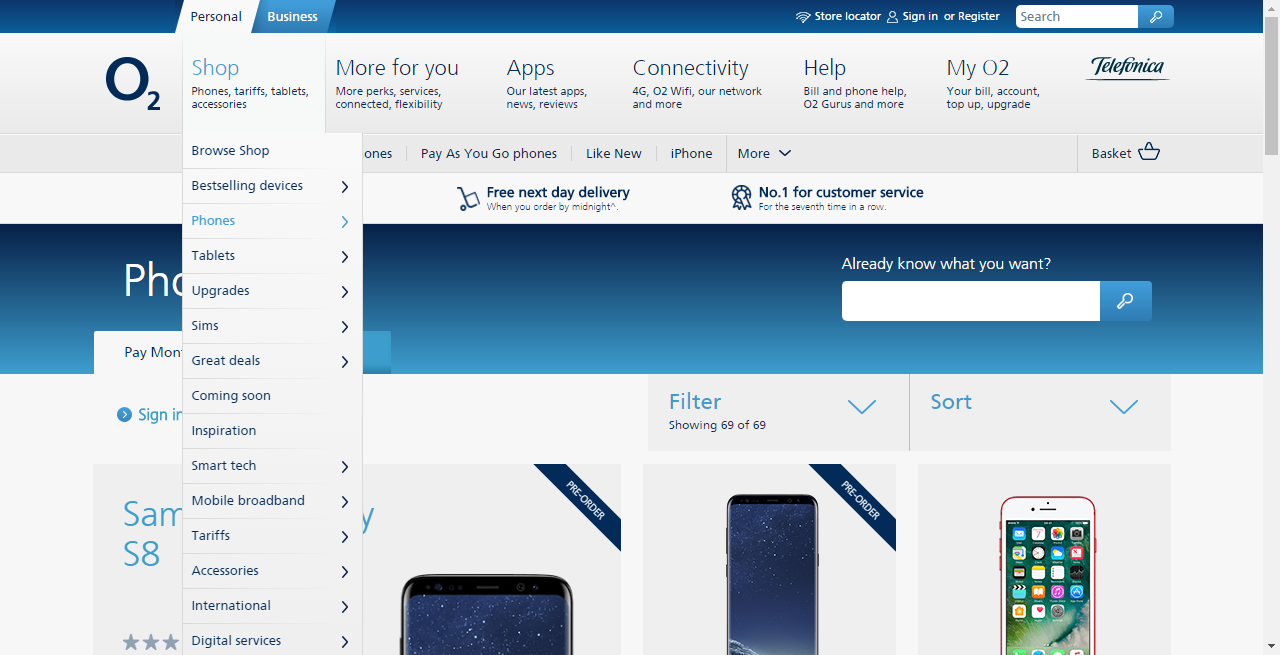 Personal
Business
Store locator
Sign in or Register
Search
O2
Shop
Phones, tariffs, tablets,
accessories
More for you
More perks, services,
connected, flexibility
Apps
Our latest apps,
news, reviews
Connectivity
4G, O2 Wifi, our network
and more
Help
Bill and phone help,
O2 Gurus and more
My O2
Your bill, account,
top up, upgrade
Telefónica
ones
Pay As You Go phones
Like New
iPhone
More
Basket
Free next day delivery
When you order by midnight^.
No.1 for customer service
For the seventh time in a row.
Browse Shop
Bestselling devices
Phones
Tablets
Upgrades
Sims
Great deals
Coming soon
Inspiration
Smart tech
Mobile broadband
Tariffs
Accessories
International
Digital services
Pho
Already know what you want?
Pay Mon
Sign in
Filter
Showing 69 of 69
Sort
Sam y
S8
PRE-ORDER
PRE-ORDER